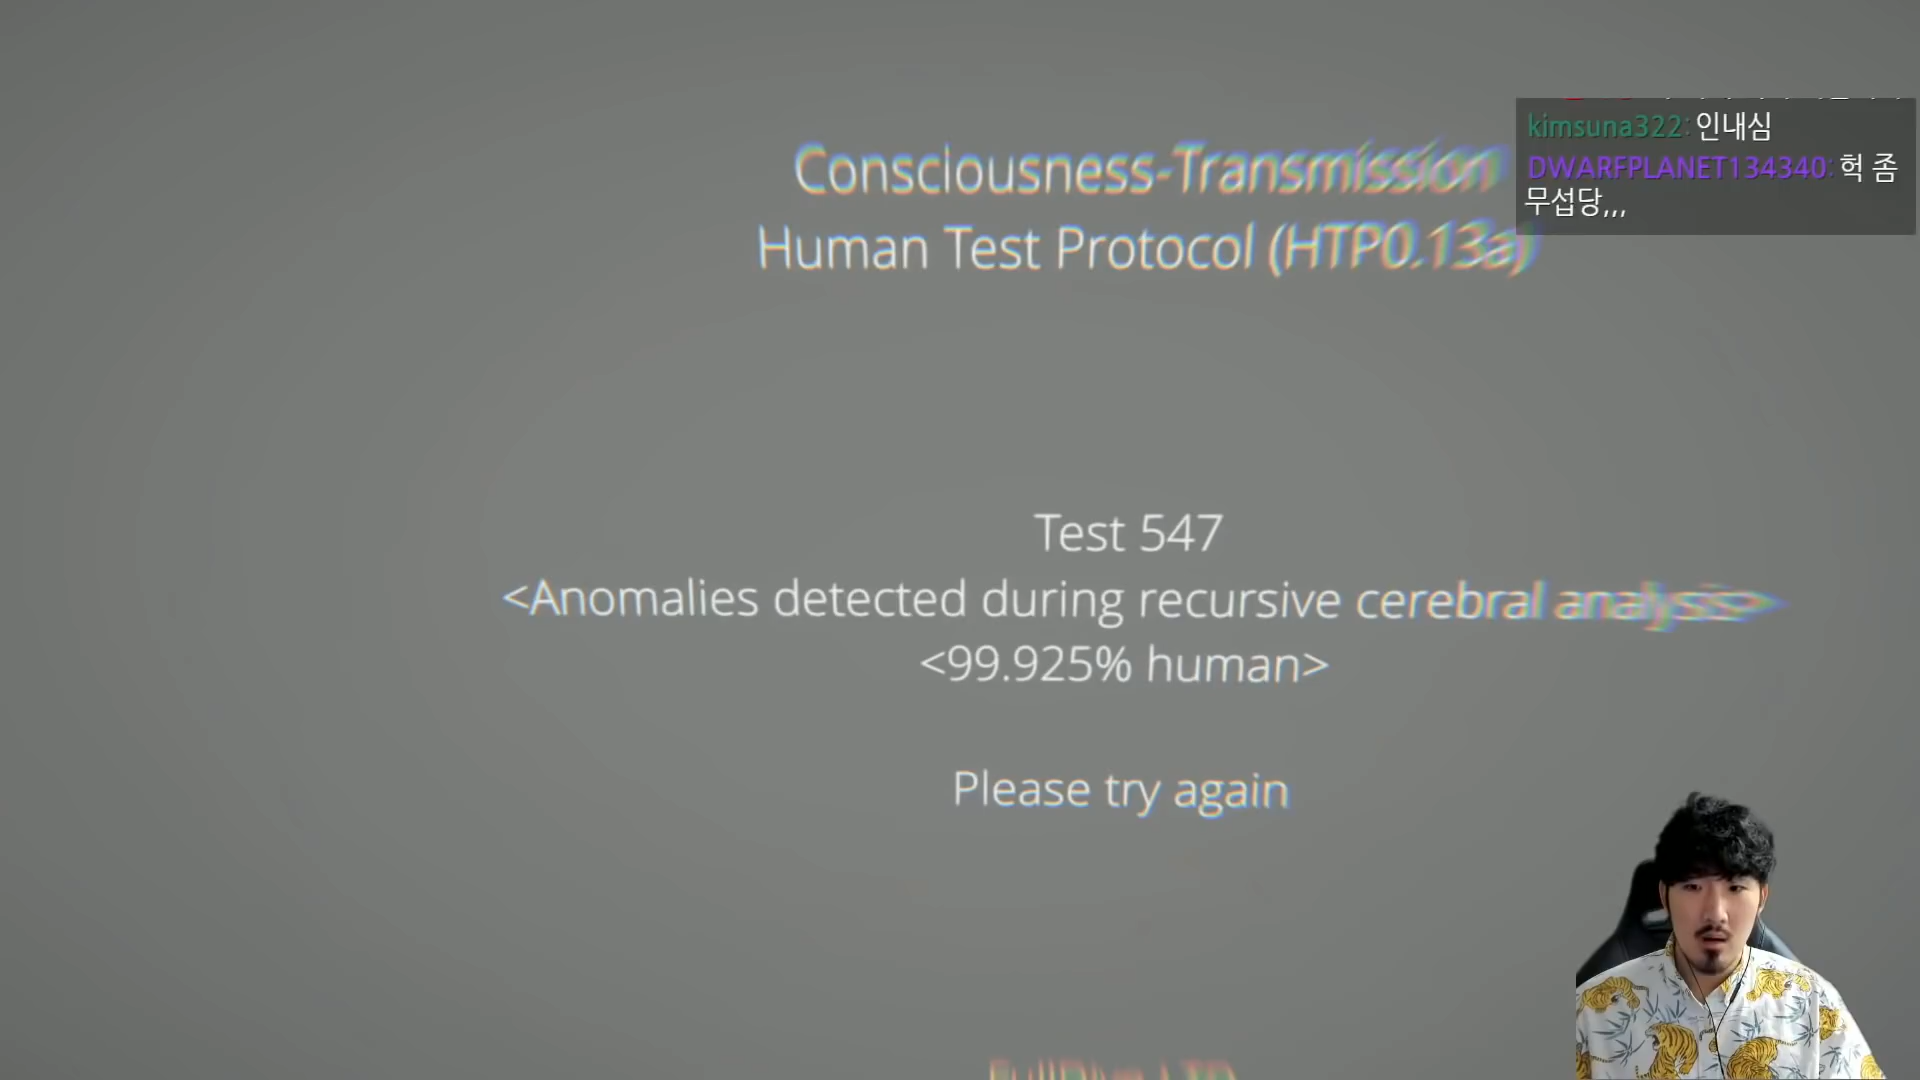 Consciousness-Transmission
Human Test Protocol (HTP0.13a)
kimsuna322: 인내심
DWARFPLANET134340: 헉 좀
무섭당,,,
Test 547
<Anomalies detected during recursive cerebral analysis>
<99.925% human>
Please try again